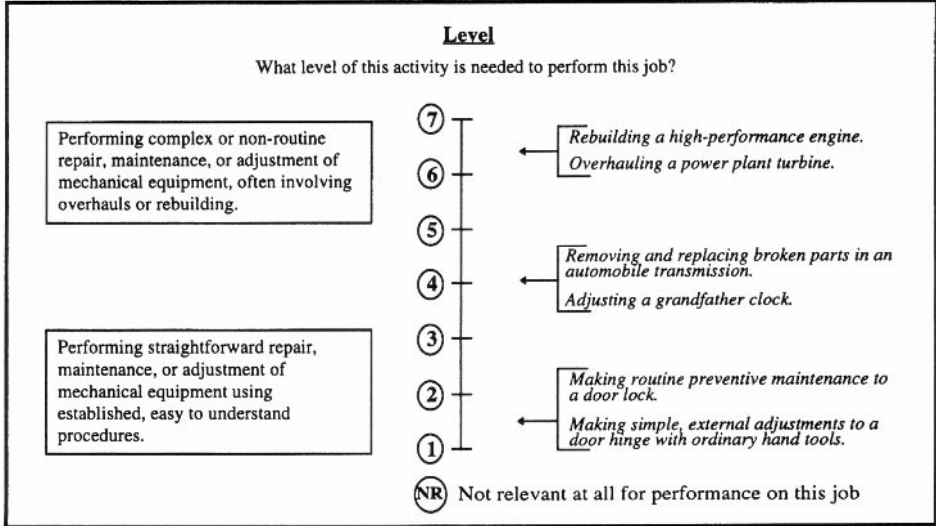 Level
What level of this activity is needed to perform this job?
Performing complex or non-routine
repair, maintenance, or adjustment of
mechanical equipment, often involving
overhauls or rebuilding.
Performing straightforward repair,
maintenance, or adjustment of
mechanical equipment using
established, easy to understand
procedures.
7
6
5
4
3
2
1
Rebuilding a high-performance engine.
Overhauling a power plant turbine.
Removing and replacing broken parts in an
automobile transmission.
Adjusting a grandfather clock.
Making routine preventive maintenance to
a door lock.
Making simple, external adjustments to a
door hinge with ordinary hand tools.
NR Not relevant at all for performance on this job